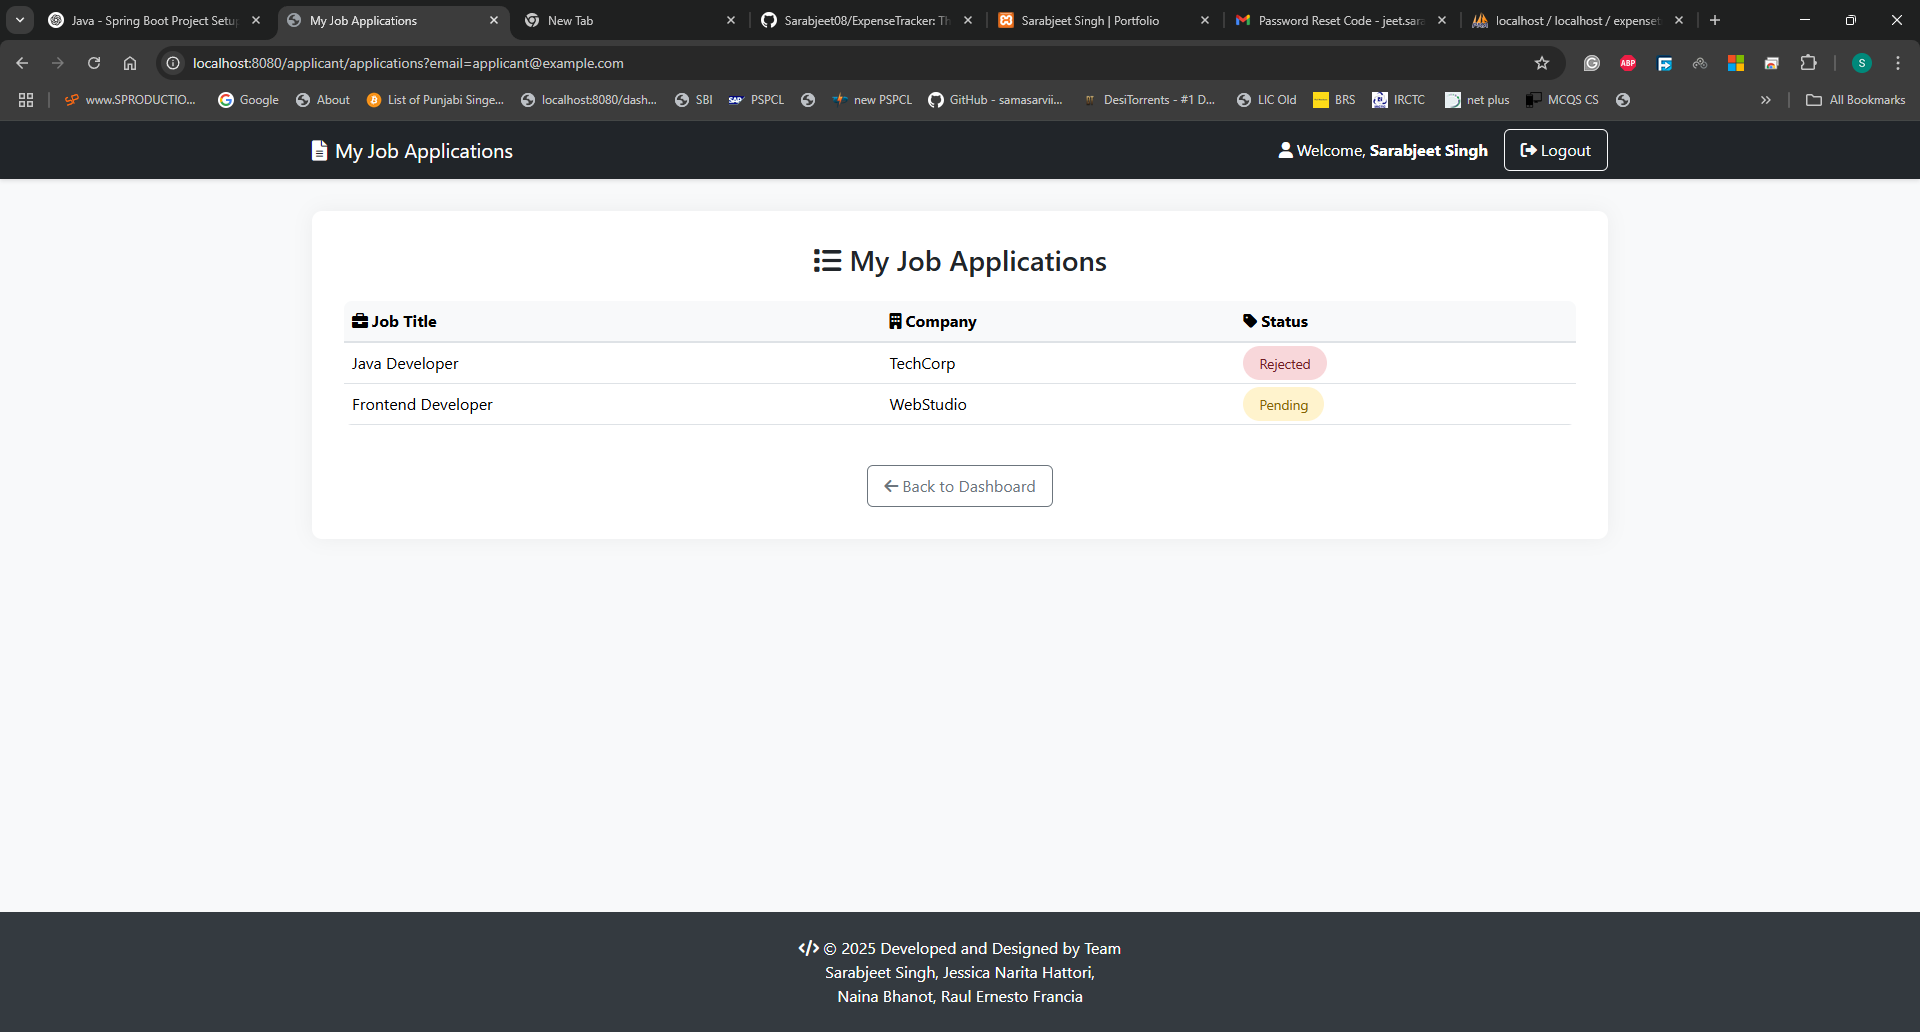 Java - Spring Boot Project Setu
My Job Applications
New Tab
Sarabjeet08/ExpenseTracker: Th
Sarabjeet Singh | Portfolio
Password Reset Code - jeet.sara
localhost / localhost / expenset
localhost:8080/applicant/applications?email=applicant@example.com
ABP
S
www.SPRODUCTIO...
Google
About
List of Punjabi Singe...
localhost:8080/dash...
SBI
SAP
PSPCL
new PSPCL
GitHub - samasarvii...
DesiTorrents - #1 D...
LIC Old
BRS
IRCTC
net plus
MCQS CS
All Bookmarks
My Job Applications
Welcome, Sarabjeet Singh
Logout
My Job Applications
Job Title Company Status
Java Developer TechCorp Rejected
Frontend Developer WebStudio Pending
Back to Dashboard
© 2025 Developed and Designed by Team
Sarabjeet Singh, Jessica Narita Hattori,
Naina Bhanot, Raul Ernesto Francia